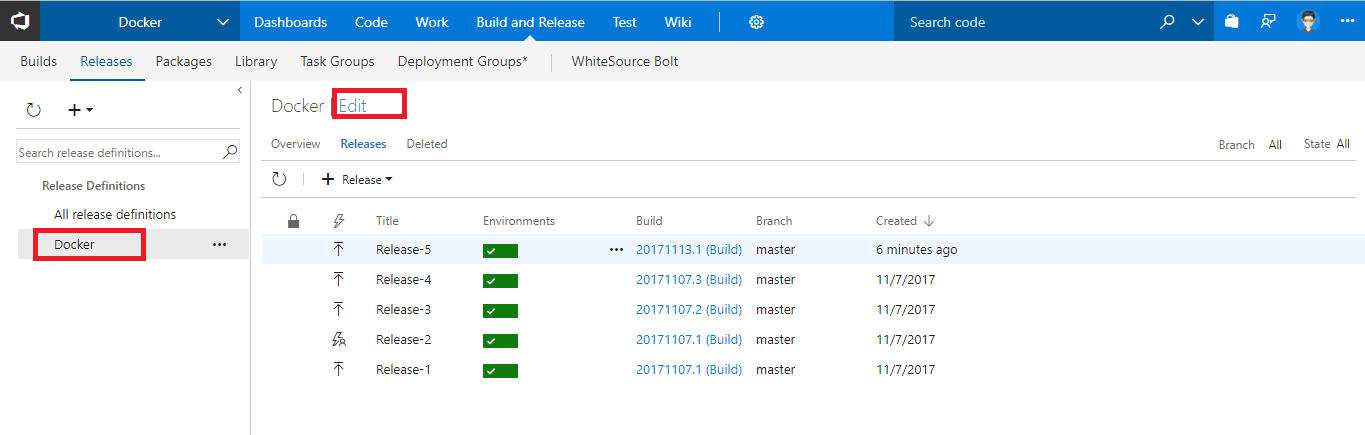 Docker Dashboards Code Work Build and Release Test Wiki Search code
Builds Releases Packages Library Task Groups Deployment Groups* WhiteSource Bolt
Docker | Edit
Search release definitions...
Overview Releases Deleted Branch All State All
Release Definitions
All release definitions
Docker
Release
Title Environments Build Branch Created
Release-5 20171113.1 (Build) master 6 minutes ago
Release-4 20171107.3 (Build) master 11/7/2017
Release-3 20171107.2 (Build) master 11/7/2017
Release-2 20171107.1 (Build) master 11/7/2017
Release-1 20171107.1 (Build) master 11/7/2017